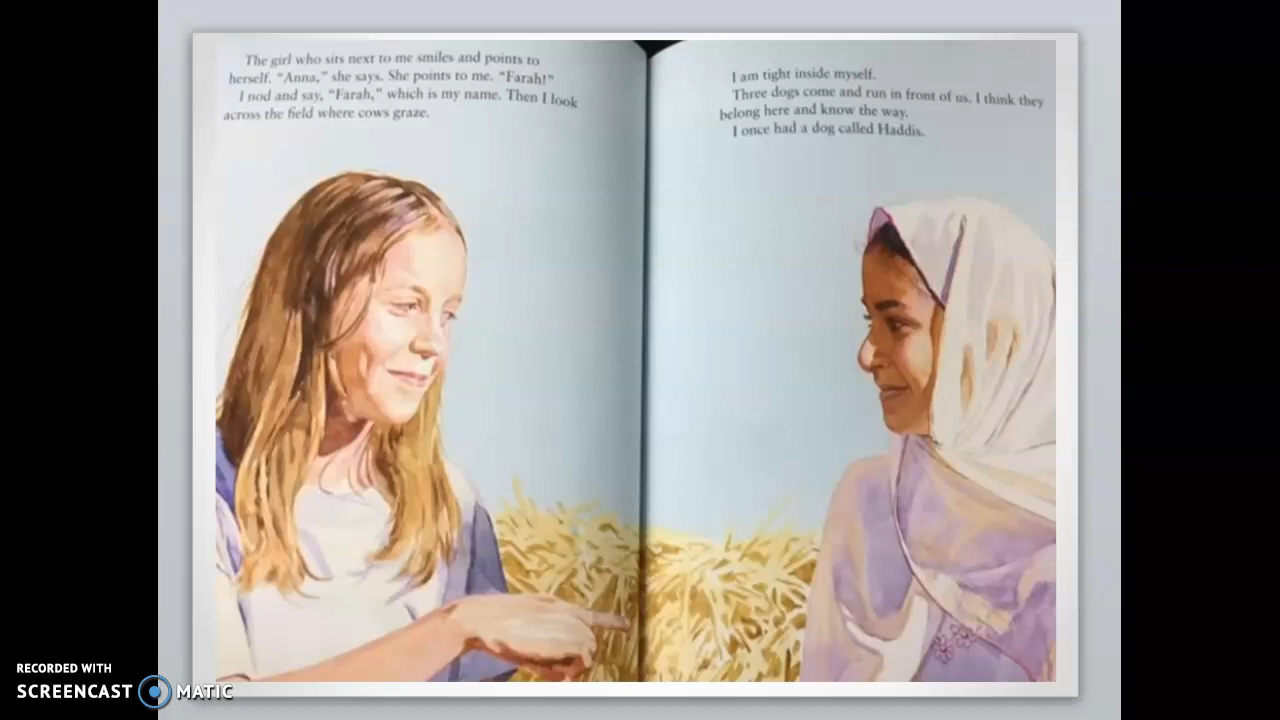 The girl who sits next to me smiles and points to
herself. “Anna,” she says. She points to me. “Farah!”
I nod and say, “Farah,” which is my name. Then I look
across the field where cows graze.
I am tight inside myself.
Three dogs come and run in front of us. I think they
belong here and know the way.
I once had a dog called Haddis.
RECORDED WITH
SCREENCAST MATIC